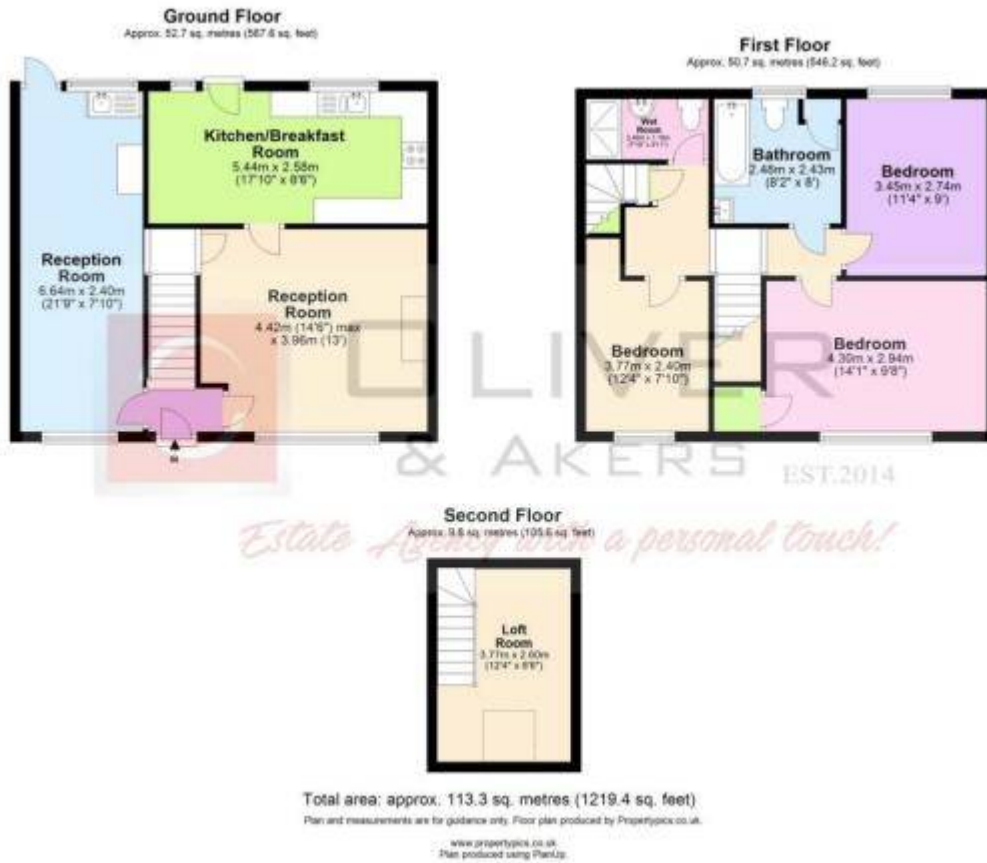 Ground Floor
Approx. 52.7 sq. metres (567.6 sq. feet)
Kitchen/Breakfast
Room
5.44m x 2.58m
(17'10" x 8'6")
Reception
Room
6.64m x 2.40m
(21'9" x 7'10")
Reception
Room
4.42m (14'6") max
x 3.96m (13')
First Floor
Approx. 50.7 sq. metres (546.2 sq. feet)
Wet
Room
Bathroom
2.48m x 2.43m
(8'2" x 8')
Bedroom
3.45m x 2.74m
(11'4" x 9')
Bedroom
3.77m x 2.40m
(12'4" x 7'10")
Bedroom
4.30m x 2.94m
(14'1" x 9'8")
OLIVER
& AKERS
EST.2014
Estate Agency with a personal touch!
Second Floor
Approx. 9.8 sq. metres (105.6 sq. feet)
Loft
Room
3.77m x 2.60m
(12'4" x 8'6")
Total area: approx. 113.3 sq. metres (1219.4 sq. feet)
Plan and measurements are for guidance only. Floor plan produced by Propertypics.co.uk.
www.propertypics.co.uk
Plan produced using PlanUp.